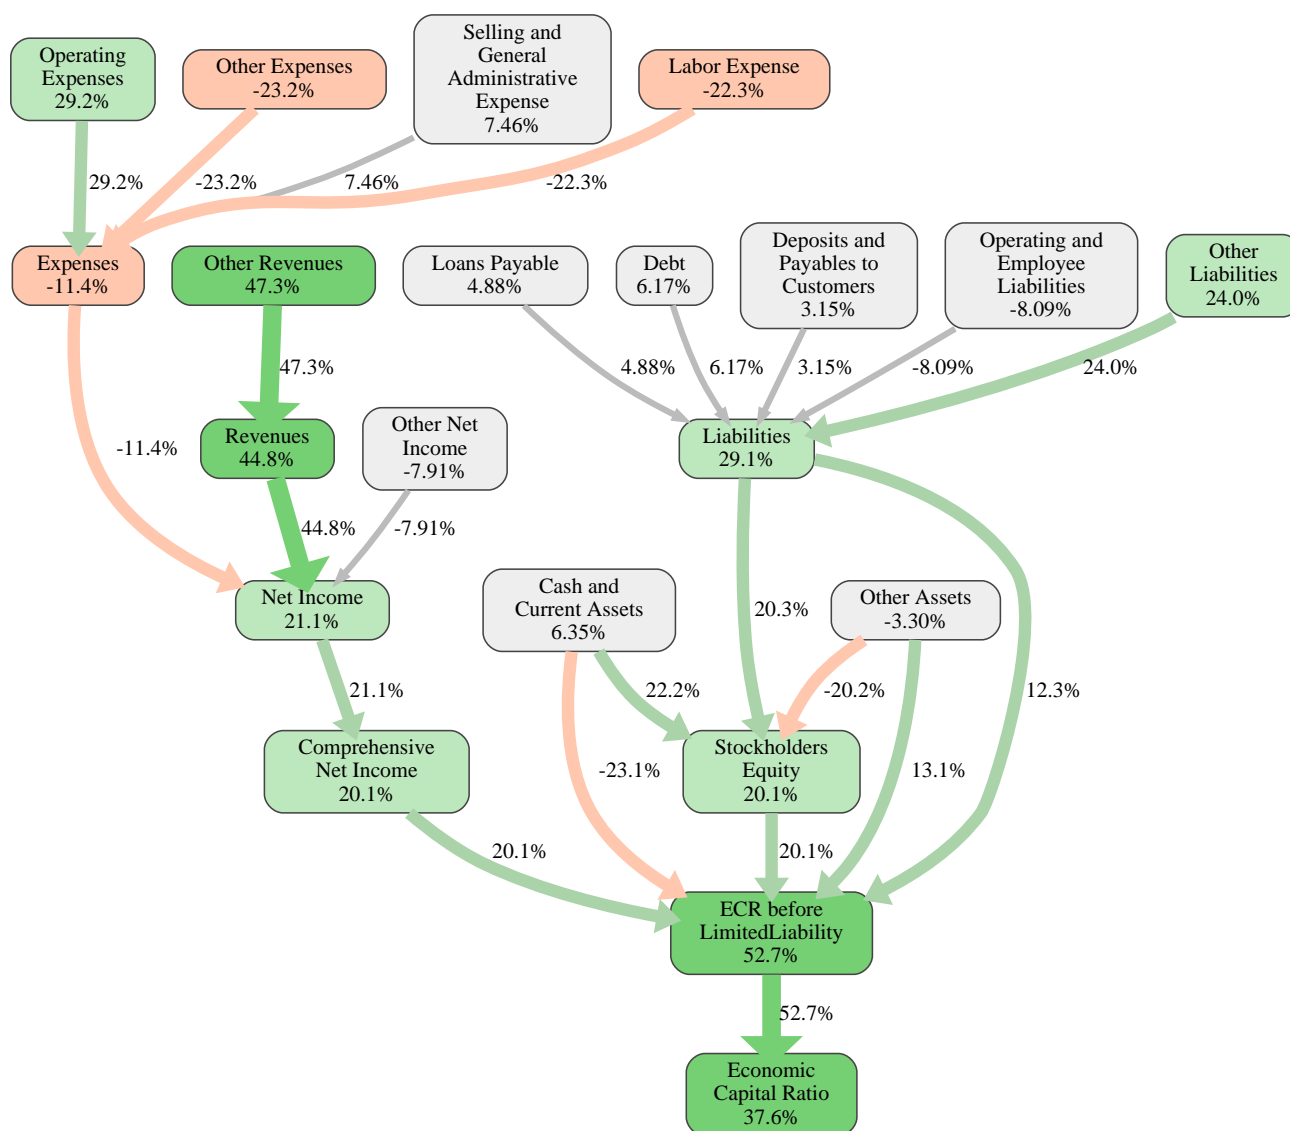 Operating
Expenses
29.2%
Other Expenses
-23.2%
Selling and
General
Administrative
Expense
7.46%
Labor Expense
-22.3%
29.2%
-23.2%
7.46%
-22.3%
Expenses
-11.4%
Other Revenues
47.3%
Loans Payable
4.88%
Debt
6.17%
Deposits and
Payables to
Customers
3.15%
Operating and
Employee
Liabilities
-8.09%
Other
Liabilities
24.0%
47.3%
4.88%
6.17%
3.15%
-8.09%
24.0%
-11.4%
Revenues
44.8%
Other Net
Income
-7.91%
Liabilities
29.1%
44.8%
-7.91%
Net Income
21.1%
Cash and
Current Assets
6.35%
20.3%
Other Assets
-3.30%
21.1%
22.2%
-20.2%
12.3%
Comprehensive
Net Income
20.1%
-23.1%
Stockholders
Equity
20.1%
13.1%
20.1%
20.1%
ECR before
LimitedLiability
52.7%
52.7%
Economic
Capital Ratio
37.6%